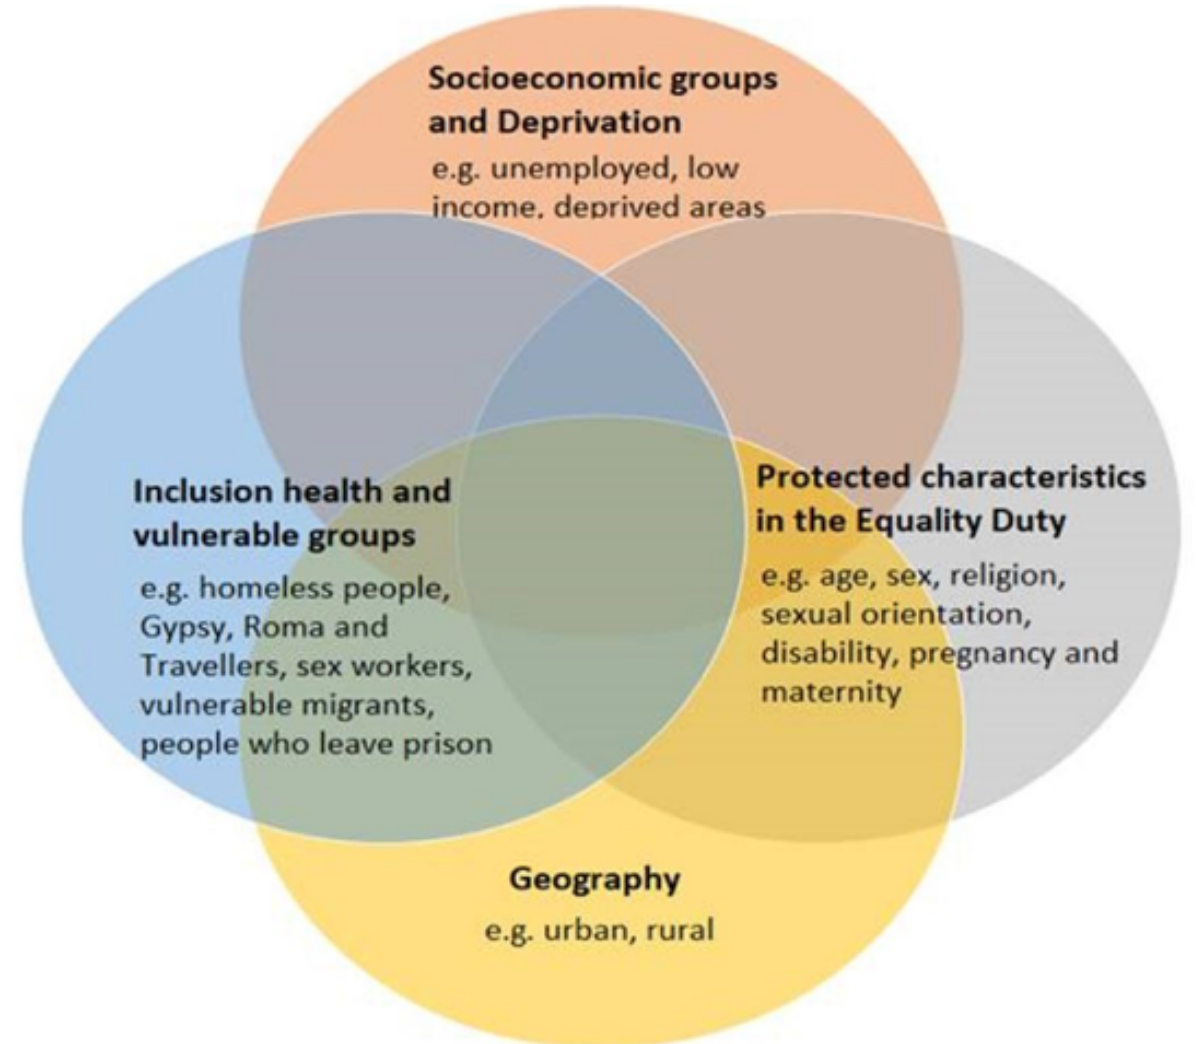 Socioeconomic groups
and Deprivation
e.g. unemployed, low
income, deprived areas
Inclusion health and
vulnerable groups
e.g. homeless people,
Gypsy, Roma and
Travellers, sex workers,
vulnerable migrants,
people who leave prison
Protected characteristics
in the Equality Duty
e.g. age, sex, religion,
sexual orientation,
disability, pregnancy and
maternity
Geography
e.g. urban, rural